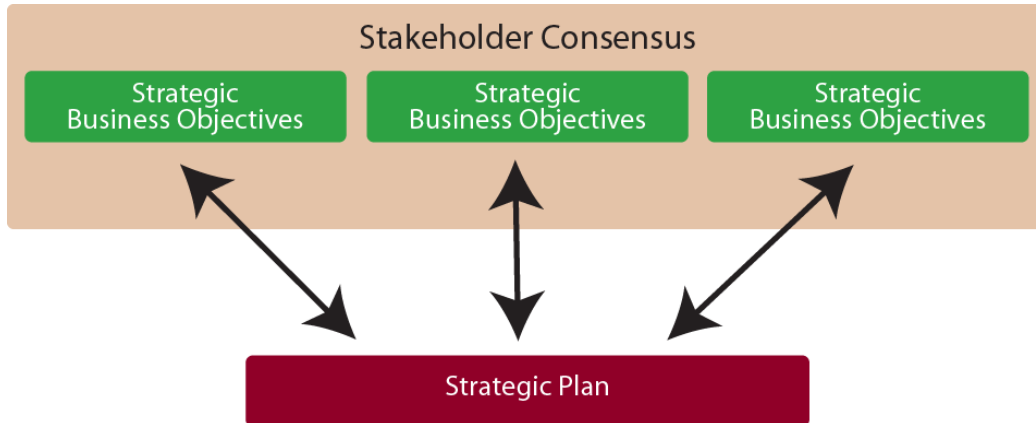 Stakeholder Consensus
Strategic
Business Objectives
Strategic
Business Objectives
Strategic
Business Objectives
Strategic Plan